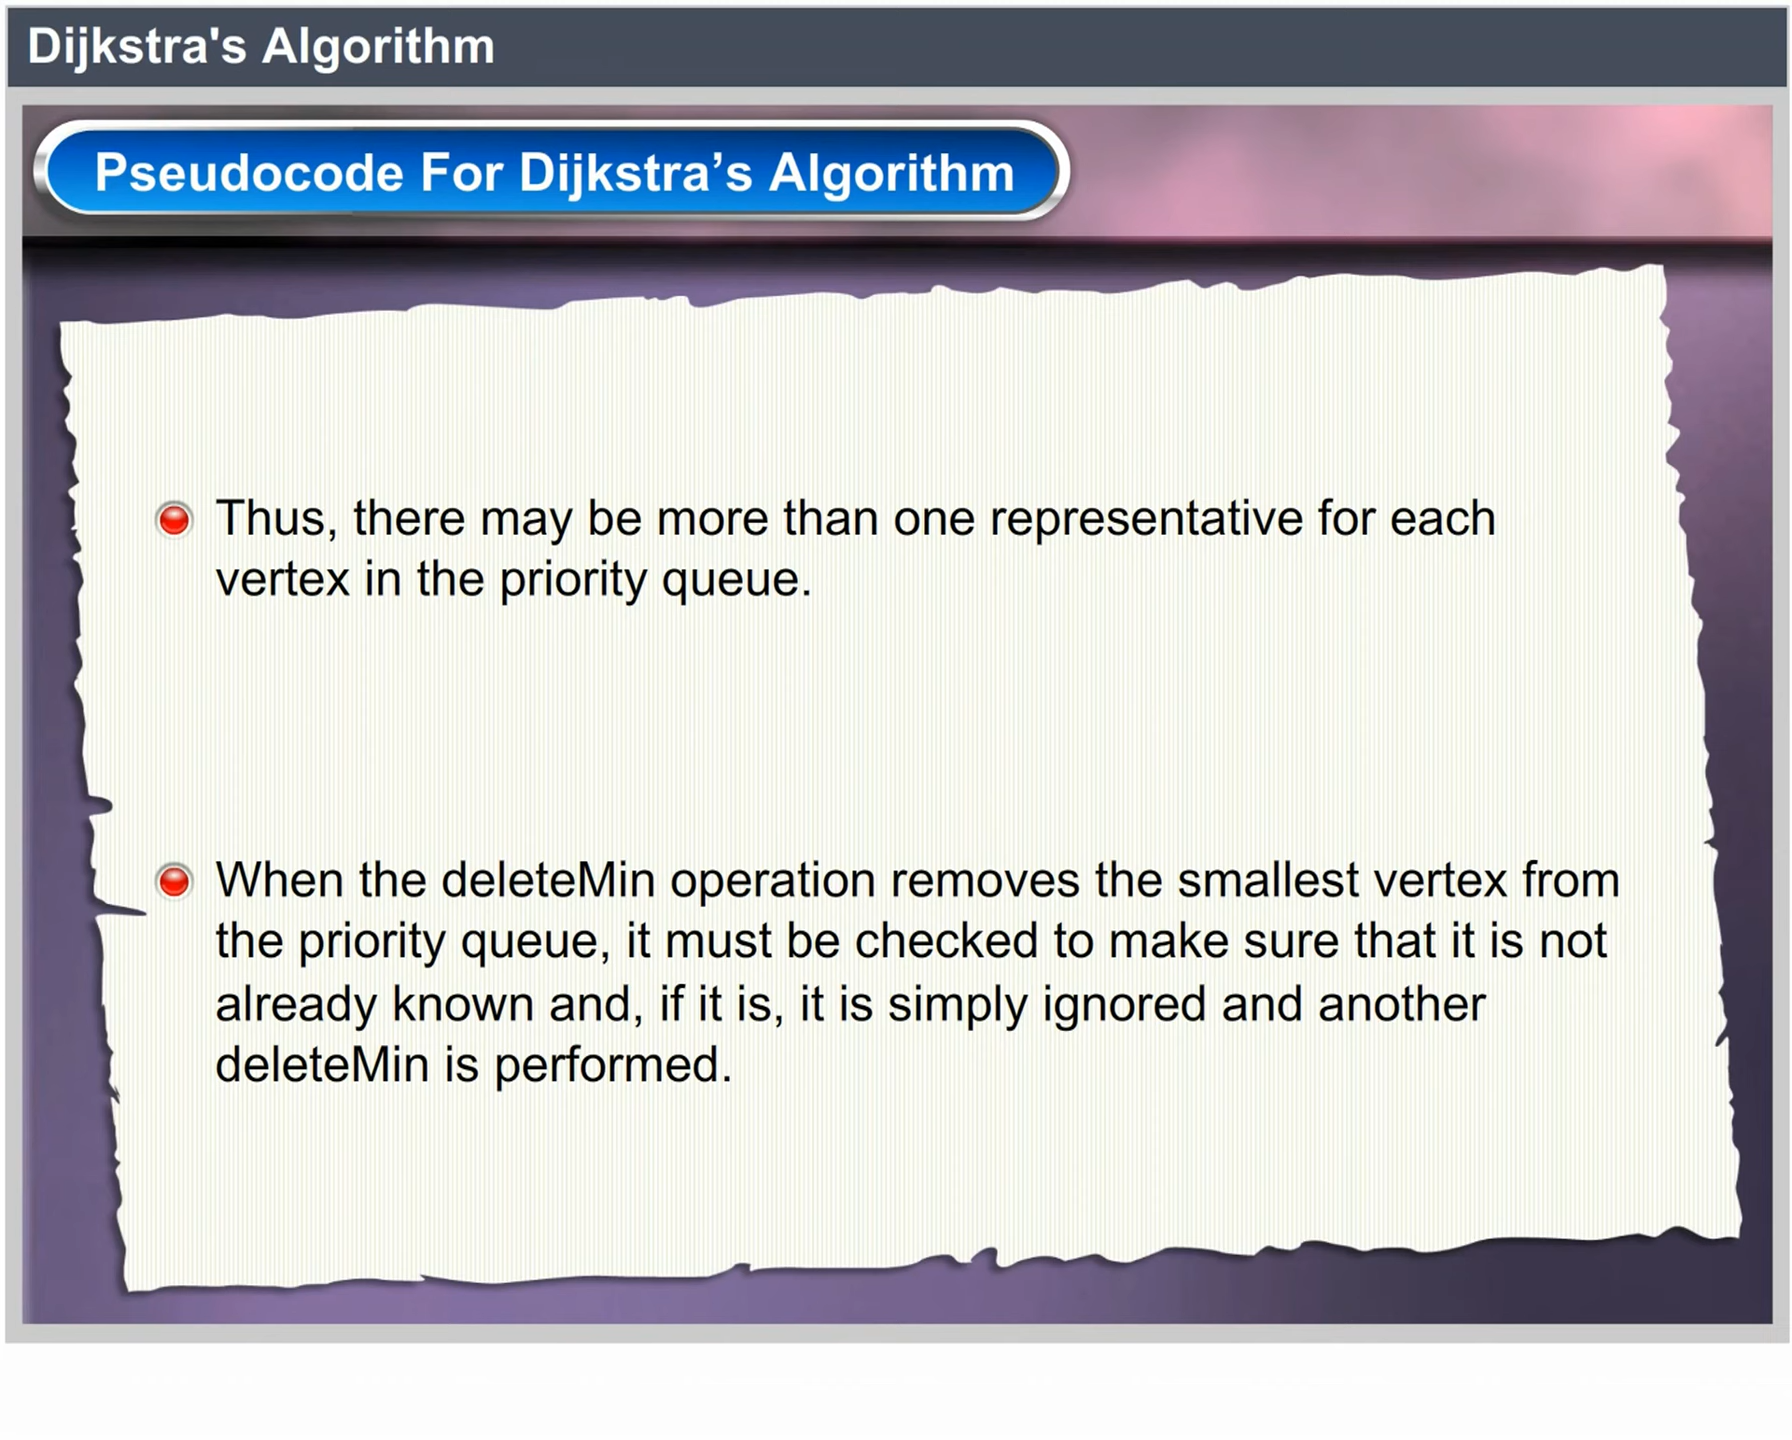 Dijkstra's Algorithm
Pseudocode For Dijkstra’s Algorithm
Thus, there may be more than one representative for each
vertex in the priority queue.
When the deleteMin operation removes the smallest vertex from
the priority queue, it must be checked to make sure that it is not
already known and, if it is, it is simply ignored and another
deleteMin is performed.